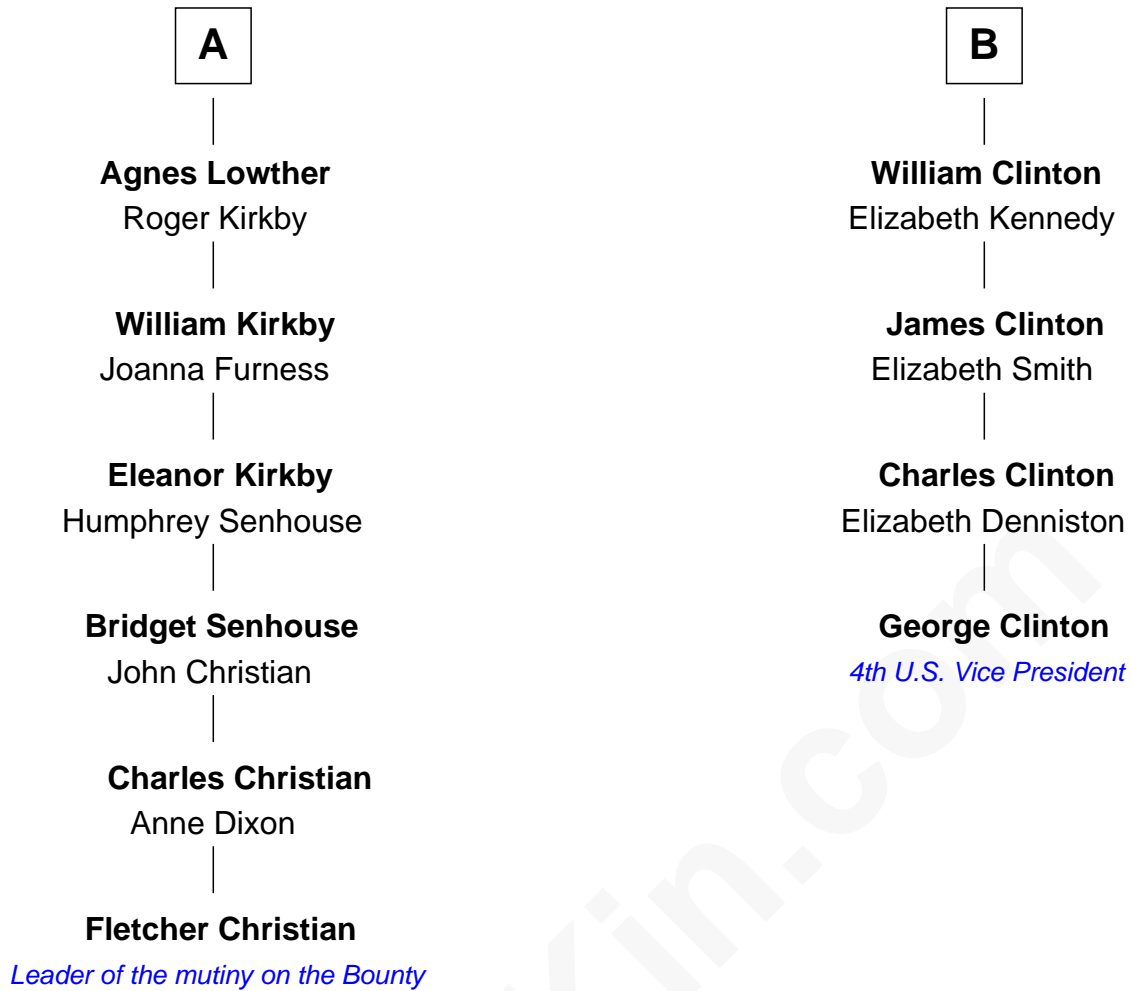 A
Agnes Lowther
Roger Kirkby
William Kirkby
Joanna Furness
Eleanor Kirkby
Humphrey Senhouse
Bridget Senhouse
John Christian
Charles Christian
Anne Dixon
Fletcher Christian
Leader of the mutiny on the Bounty
B
William Clinton
Elizabeth Kennedy
James Clinton
Elizabeth Smith
Charles Clinton
Elizabeth Denniston
George Clinton
4th U.S. Vice President
kin.com